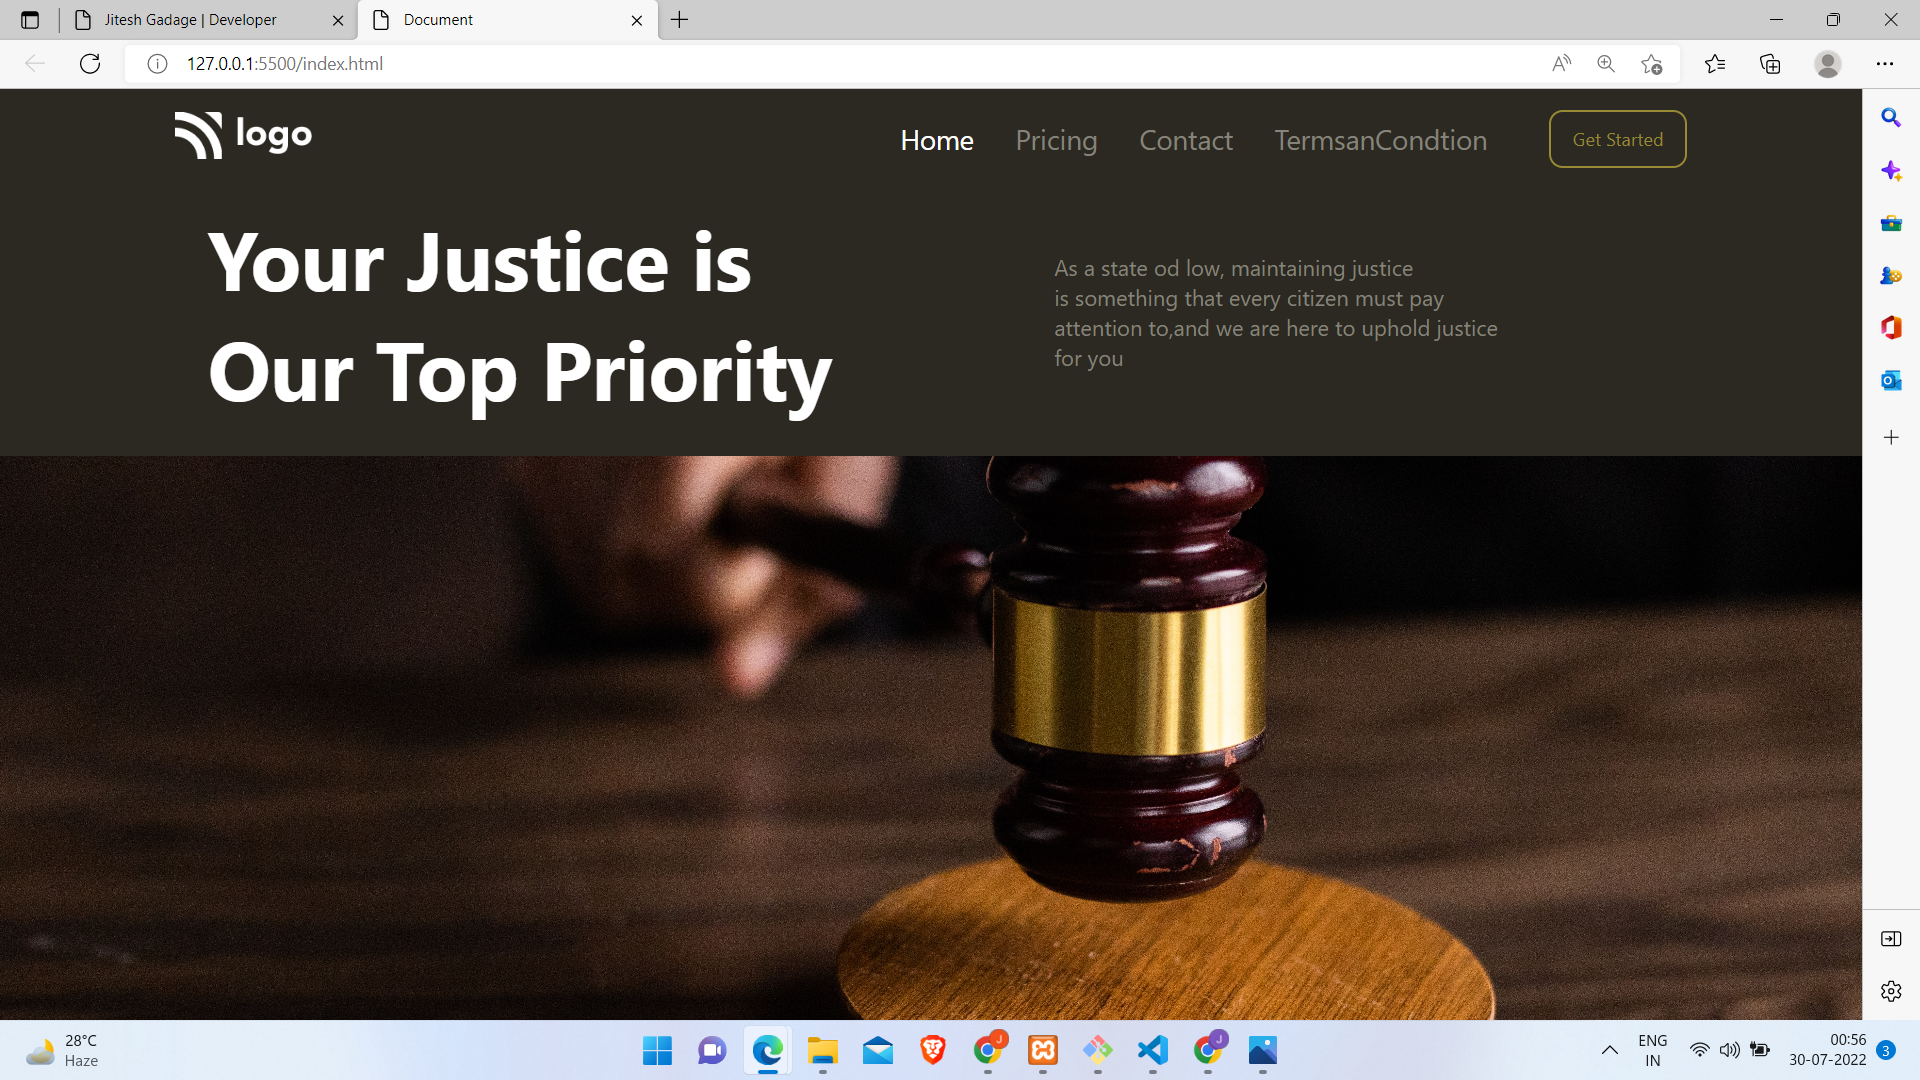 Jitesh Gadage | Developer
Document
127.0.0.1:5500/index.html
logo
Home
Pricing
Contact
TermsanCondtion
Get Started
Your Justice is
Our Top Priority
As a state od low, maintaining justice
is something that every citizen must pay
attention to,and we are here to uphold justice
for you
28°C
Haze
J
J
ENG
IN
00:56
30-07-2022
3